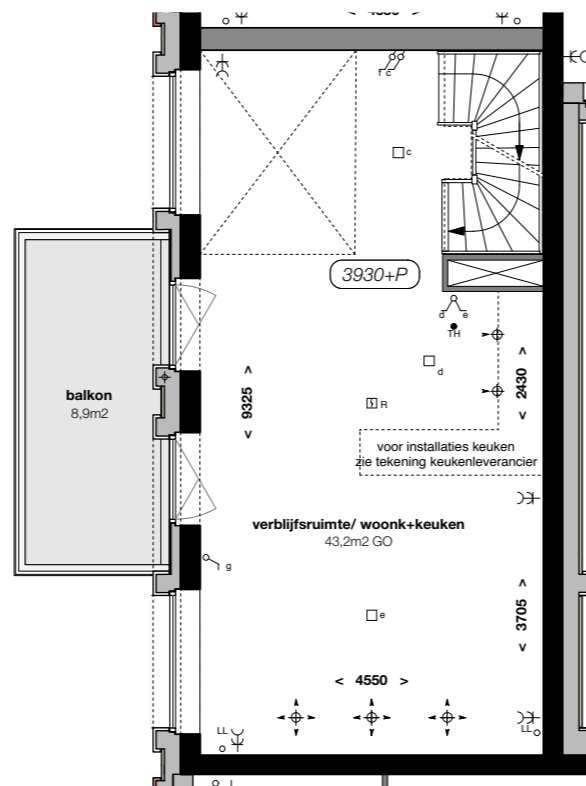 f c
c
3930+P
d e
TH
d
< 9325 >
< 2430 >
R
balkon
8,9m2
voor installaties keuken
zie tekening keukenleverancier
verblijfsruimte/ woonk+keuken
43,2m2 GO
g
e
< 3705 >
< 4550 >
LL
LL